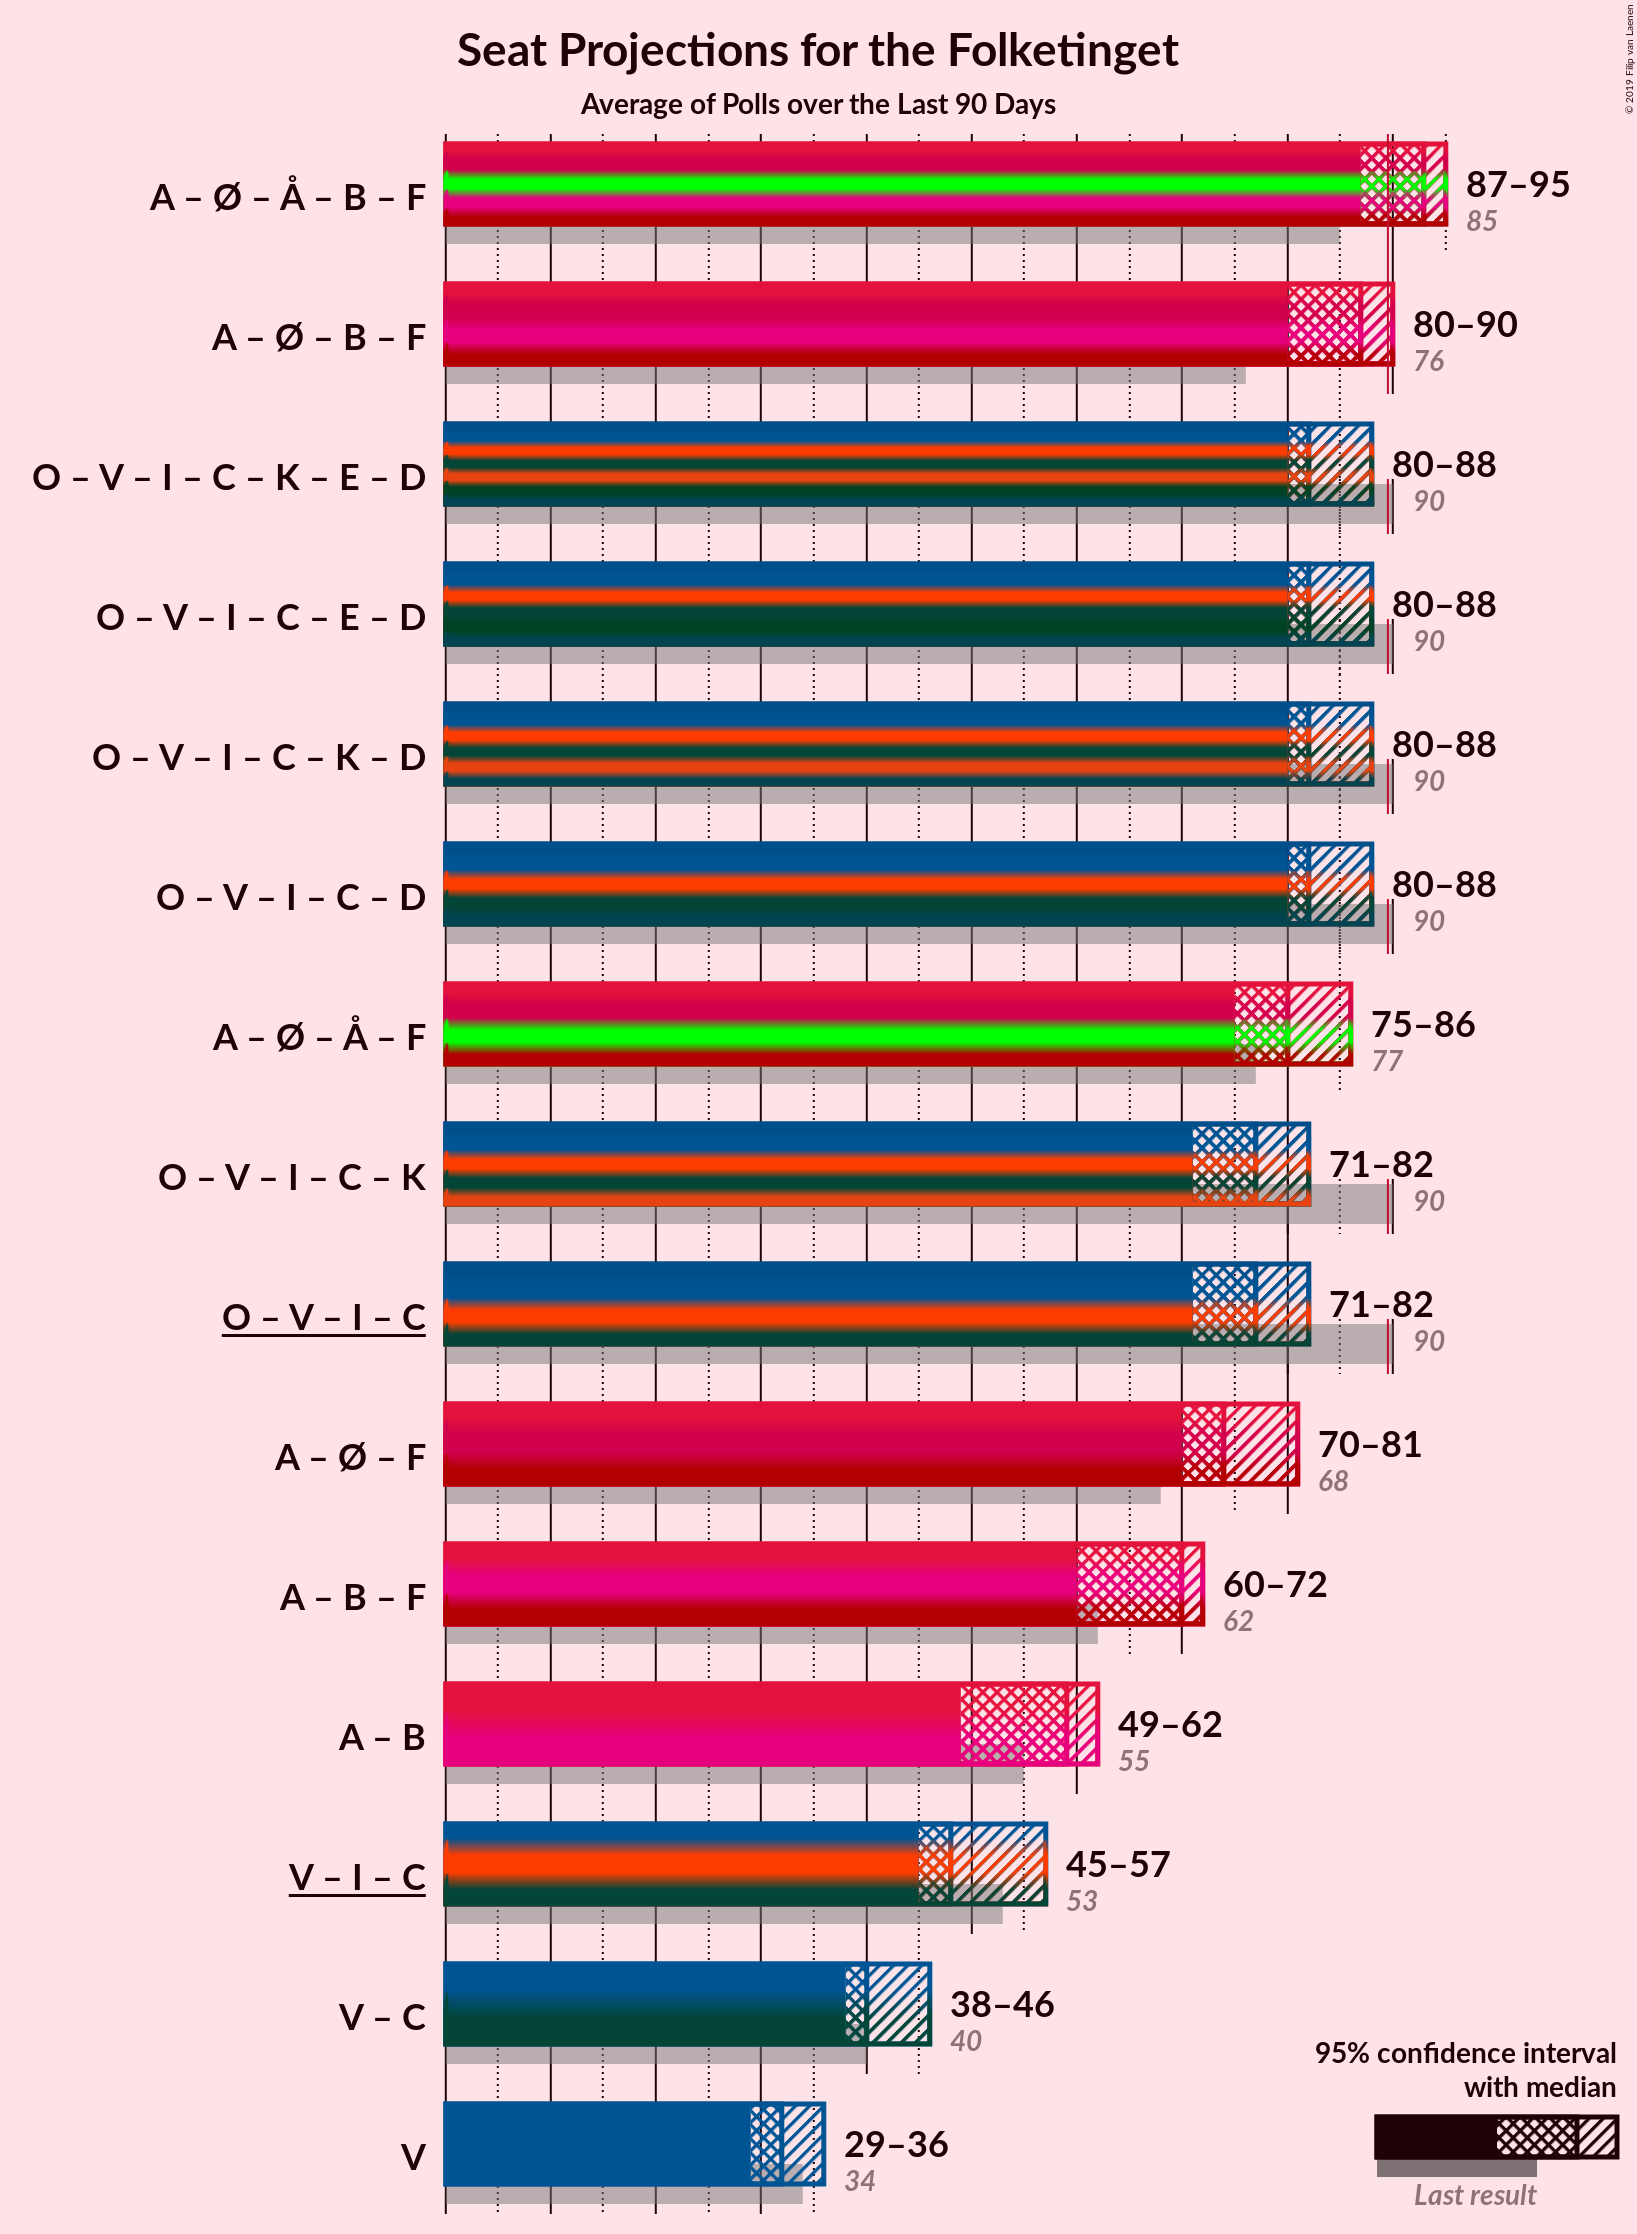 Seat Projections for the Folketinget
Average of Polls over the Last 90 Days
© 2019 Filip van Laenen
A – Ø – Å – B – F
87–95
85
A – Ø – B – F
80–90
76
O – V – I – C – K – E – D
80–88
90
O – V – I – C – E – D
80–88
90
O – V – I – C – K – D
80–88
90
O – V – I – C – D
80–88
90
A – Ø – Å – F
75–86
77
O – V – I – C – K
71–82
90
O – V – I – C
71–82
90
A – Ø – F
70–81
68
A – B – F
60–72
62
A – B
49–62
55
V – I – C
45–57
53
V – C
38–46
40
V
29–36
34
95% confidence interval
with median
Last result